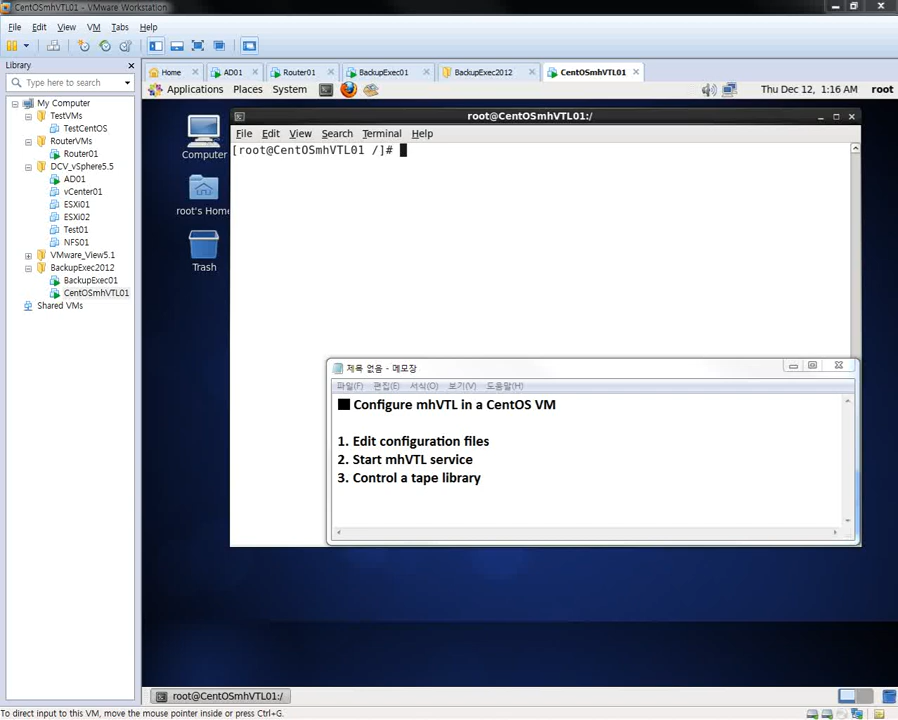 CentOSmhVTL01 - VMware Workstation
File Edit View VM Tabs Help
Library
Type here to search
My Computer
TestVMs
TestCentOS
RouterVMs
Router01
DCV_vSphere5.5
AD01
vCenter01
ESXi01
ESXi02
Test01
NFS01
VMware_View5.1
BackupExec2012
BackupExec01
CentOSmhVTL01
Shared VMs
Home AD01 Router01 BackupExec01 BackupExec2012 CentOSmhVTL01
Applications Places System
Thu Dec 12, 1:16 AM root
Computer
root's Hom
Trash
root@CentOSmhVTL01:/
File Edit View Search Terminal Help
[root@CentOSmhVTL01 /]#
제목 없음 - 메모장
파일(F) 편집(E) 서식(O) 보기(V) 도움말(H)
■ Configure mhVTL in a CentOS VM
1. Edit configuration files
2. Start mhVTL service
3. Control a tape library
root@CentOSmhVTL01:/
To direct input to this VM, move the mouse pointer inside or press Ctrl+G.